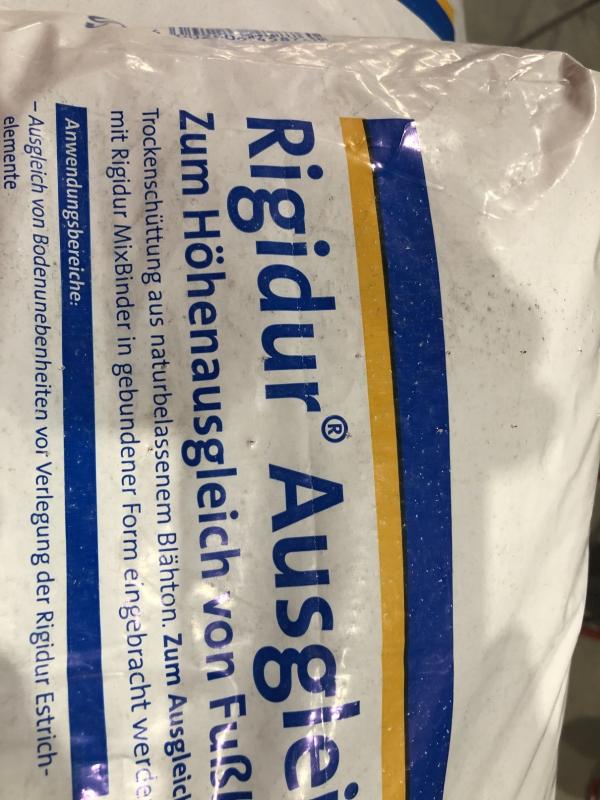 Rigidur® Ausglei
Zum Höhenausgleich von Fußb
Trockenschüttung aus naturbelassenem Blähton. Zum Ausgleich
mit Rigidur MixBinder in gebundener Form eingebracht werde
Anwendungsbereiche:
– Ausgleich von Bodenunebenheiten vor Verlegung der Rigidur Estrich-
elemente